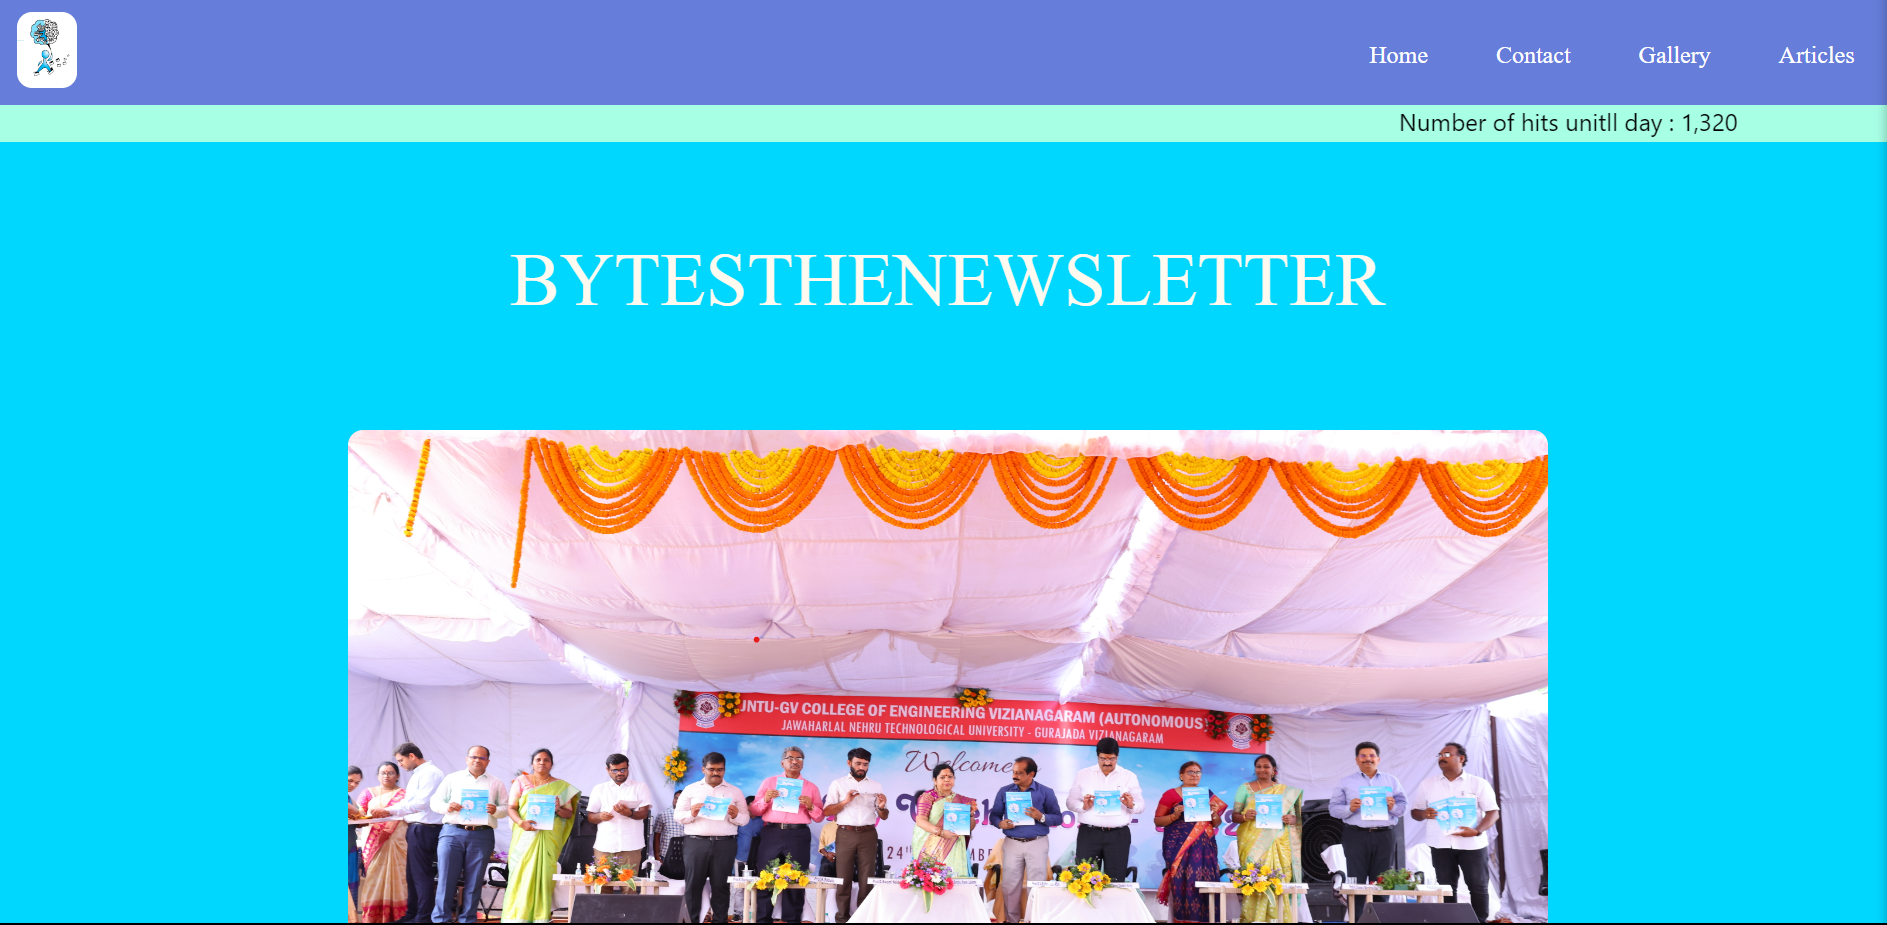 Home Contact Gallery Articles
Number of hits unitll day : 1,320
BYTESTHENEWSLETTER
JNTU-GV COLLEGE OF ENGINEERING VIZIANAGARAM (AUTONOMOUS)
JAWAHARLAL NEHRU TECHNOLOGICAL UNIVERSITY - GURAJADA VIZIANAGARAM
Welcome
24th